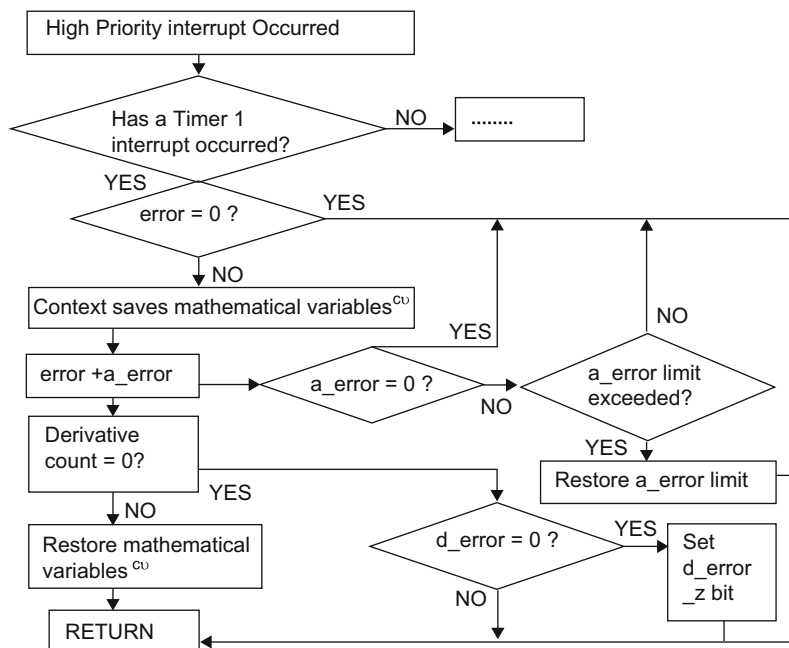 High Priority interrupt Occurred
Has a Timer 1
interrupt occurred?
NO
........
YES
error = 0 ?
YES
NO
Context saves mathematical variables cυ
YES
NO
error +a_error
a_error = 0 ?
NO
a_error limit
exceeded?
YES
Restore a_error limit
Derivative
count = 0?
YES
NO
d_error = 0 ?
YES
Set
d_error
_z bit
NO
Restore mathematical
variables cυ
RETURN